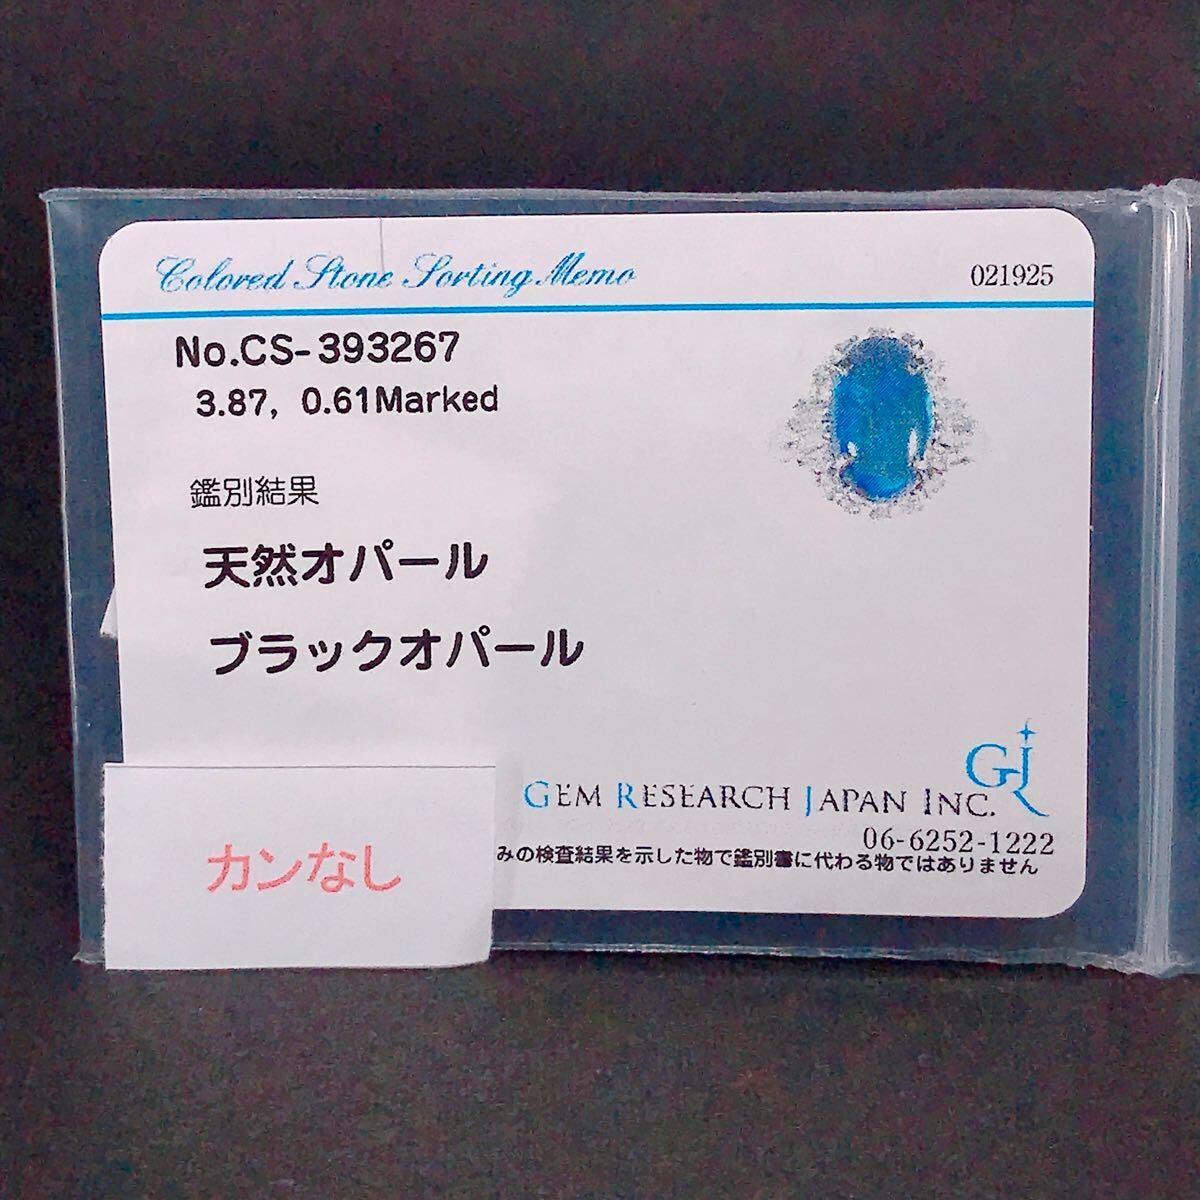 Colored Stone Sorting Memo
021925
No.CS-393267
3.87, 0.61Marked
鑑別結果
天然オパール
ブラックオパール
GJ
GEM RESEARCH JAPAN INC.
06-6252-1222
みの検査結果を示した物で鑑別書に代わる物ではありません
カンなし